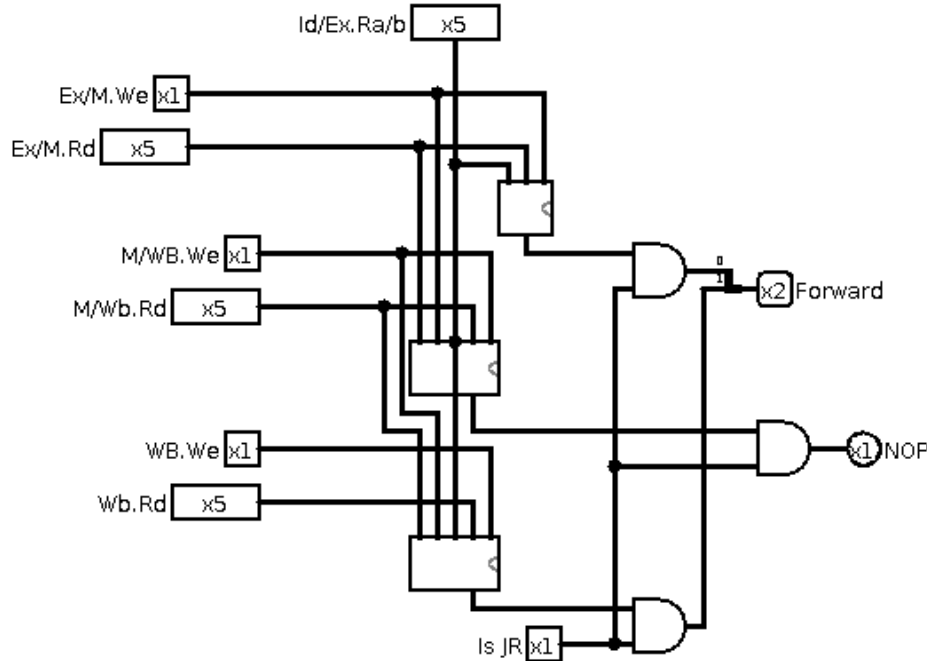 Id/Ex.Ra/b x5
Ex/M.We x1
Ex/M.Rd x5
M/WB.We x1
0
1
x2 Forward
M/Wb.Rd x5
WB.We x1
x1 NOP
Wb.Rd x5
Is JR x1